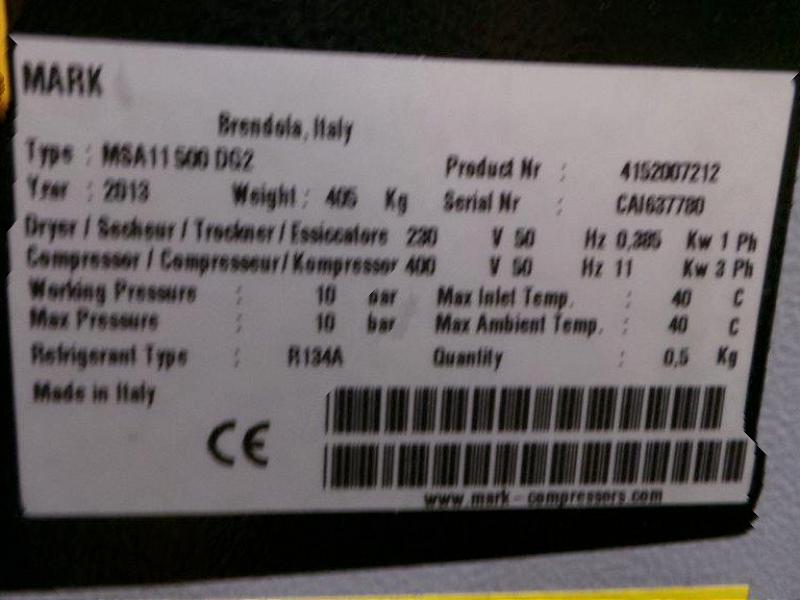 MARK
Brendola, Italy
Type : MSA11 500 DG2
Product Nr : 4152007212
Year : 2013 Weight : 405 Kg Serial Nr : CAI637780
Dryer / Secheur / Trockner / Essiccatore 230 V 50 Hz 0,385 Kw 1 Ph
Compressor / Compresseur / Kompressor 400 V 50 Hz 11 Kw 3 Ph
Working Pressure : 10 bar Max Inlet Temp. : 40 C
Max Pressure : 10 bar Max Ambient Temp. : 40 C
Refrigerant Type : R134A Quantity : 0,5 Kg
Made in Italy
CE
www.mark-compressors.com